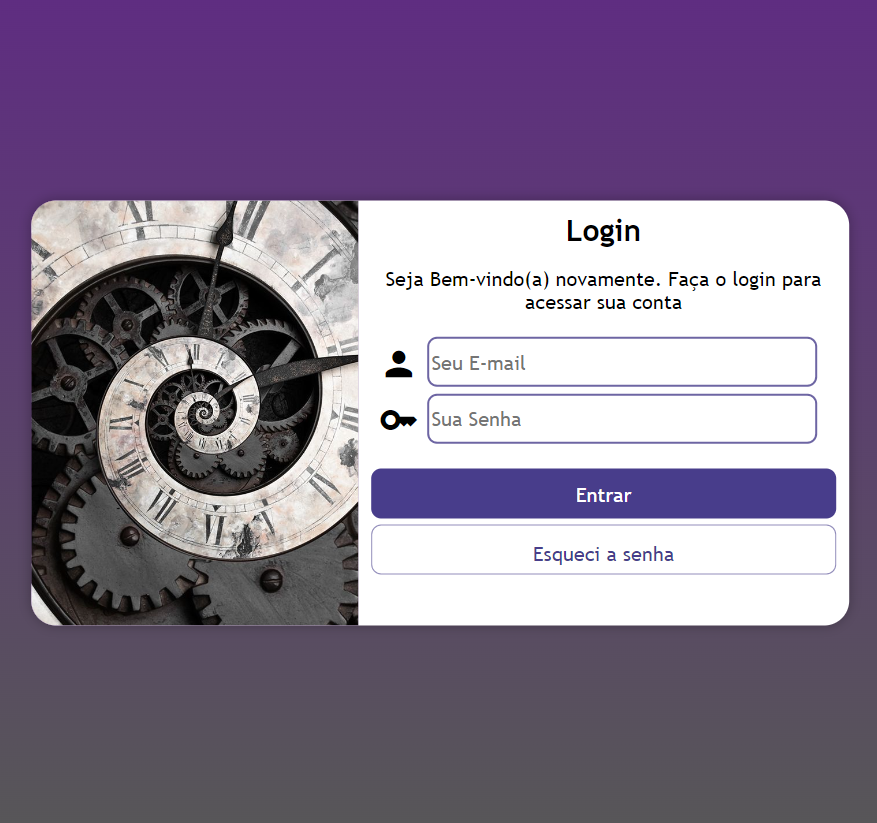 Login
Seja Bem-vindo(a) novamente. Faça o login para
acessar sua conta
Seu E-mail
Sua Senha
Entrar
Esqueci a senha